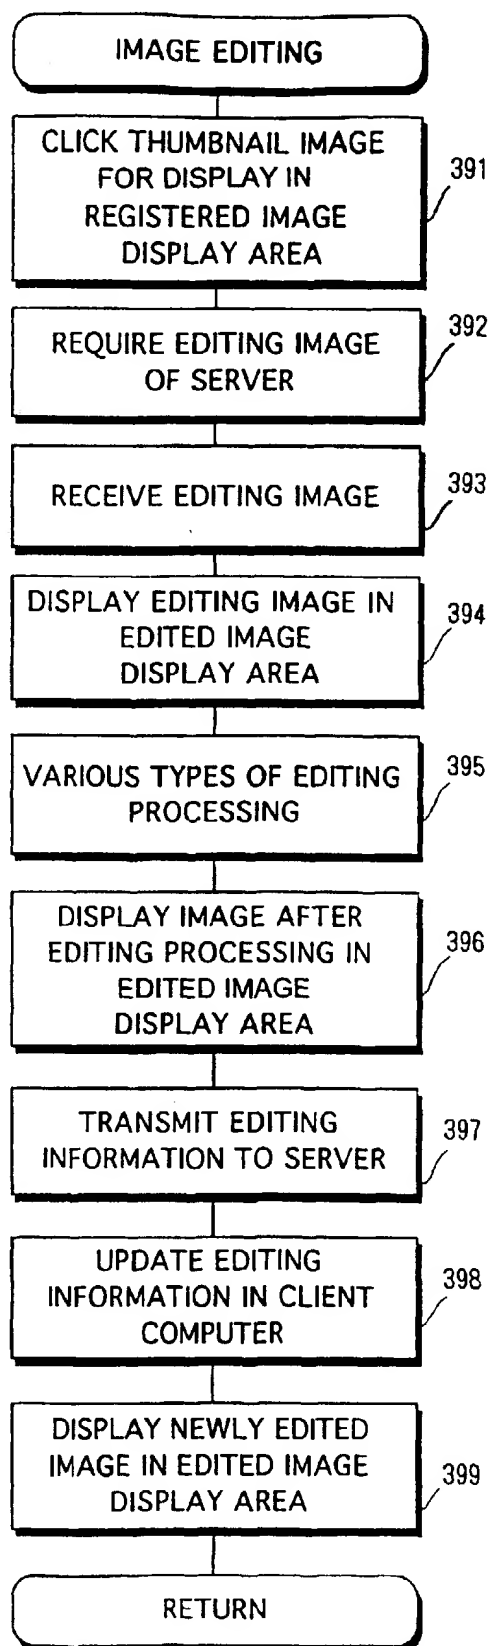 IMAGE EDITING
CLICK THUMBNAIL IMAGE
FOR DISPLAY IN
REGISTERED IMAGE
DISPLAY AREA
391
REQUIRE EDITING IMAGE
OF SERVER
392
RECEIVE EDITING IMAGE
393
DISPLAY EDITING IMAGE IN
EDITED IMAGE
DISPLAY AREA
394
VARIOUS TYPES OF EDITING
PROCESSING
395
DISPLAY IMAGE AFTER
EDITING PROCESSING IN
EDITED IMAGE
DISPLAY AREA
396
TRANSMIT EDITING
INFORMATION TO SERVER
397
UPDATE EDITING
INFORMATION IN CLIENT
COMPUTER
398
DISPLAY NEWLY EDITED
IMAGE IN EDITED IMAGE
DISPLAY AREA
399
RETURN